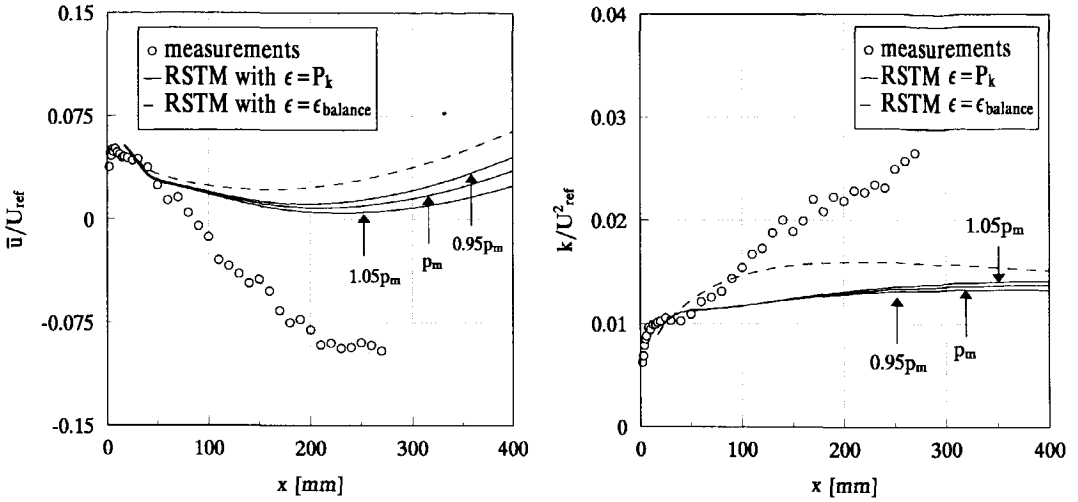 0.15
0.075
0
-0.075
-0.15
u̅/U_ref
measurements
RSTM with ϵ=P_k
RSTM with ϵ=ϵ_balance
1.05p_m
p_m
0.95p_m
0 100 200 300 400
x [mm]
0.04
0.03
0.02
0.01
0
k/U²_ref
measurements
RSTM ϵ=P_k
RSTM ϵ=ϵ_balance
1.05p_m
0.95p_m
p_m
0 100 200 300 400
x [mm]